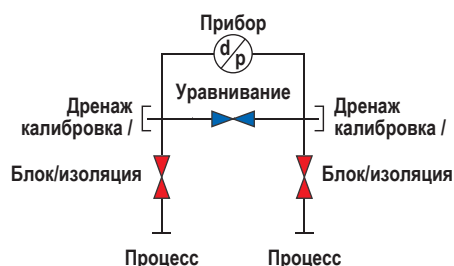 Прибор
d/p
Уравнивание
Дренаж
калибровка /
Дренаж
калибровка /
Блок/изоляция
Блок/изоляция
Процесс
Процесс